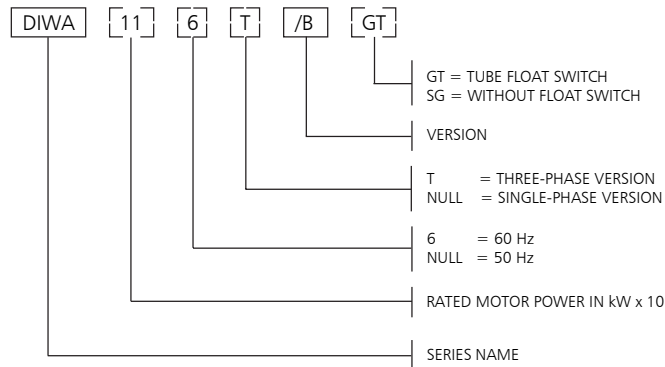 DIWA 11 6 T /B GT
GT = TUBE FLOAT SWITCH
SG = WITHOUT FLOAT SWITCH
VERSION
T = THREE-PHASE VERSION
NULL = SINGLE-PHASE VERSION
6 = 60 Hz
NULL = 50 Hz
RATED MOTOR POWER IN kW x 10
SERIES NAME